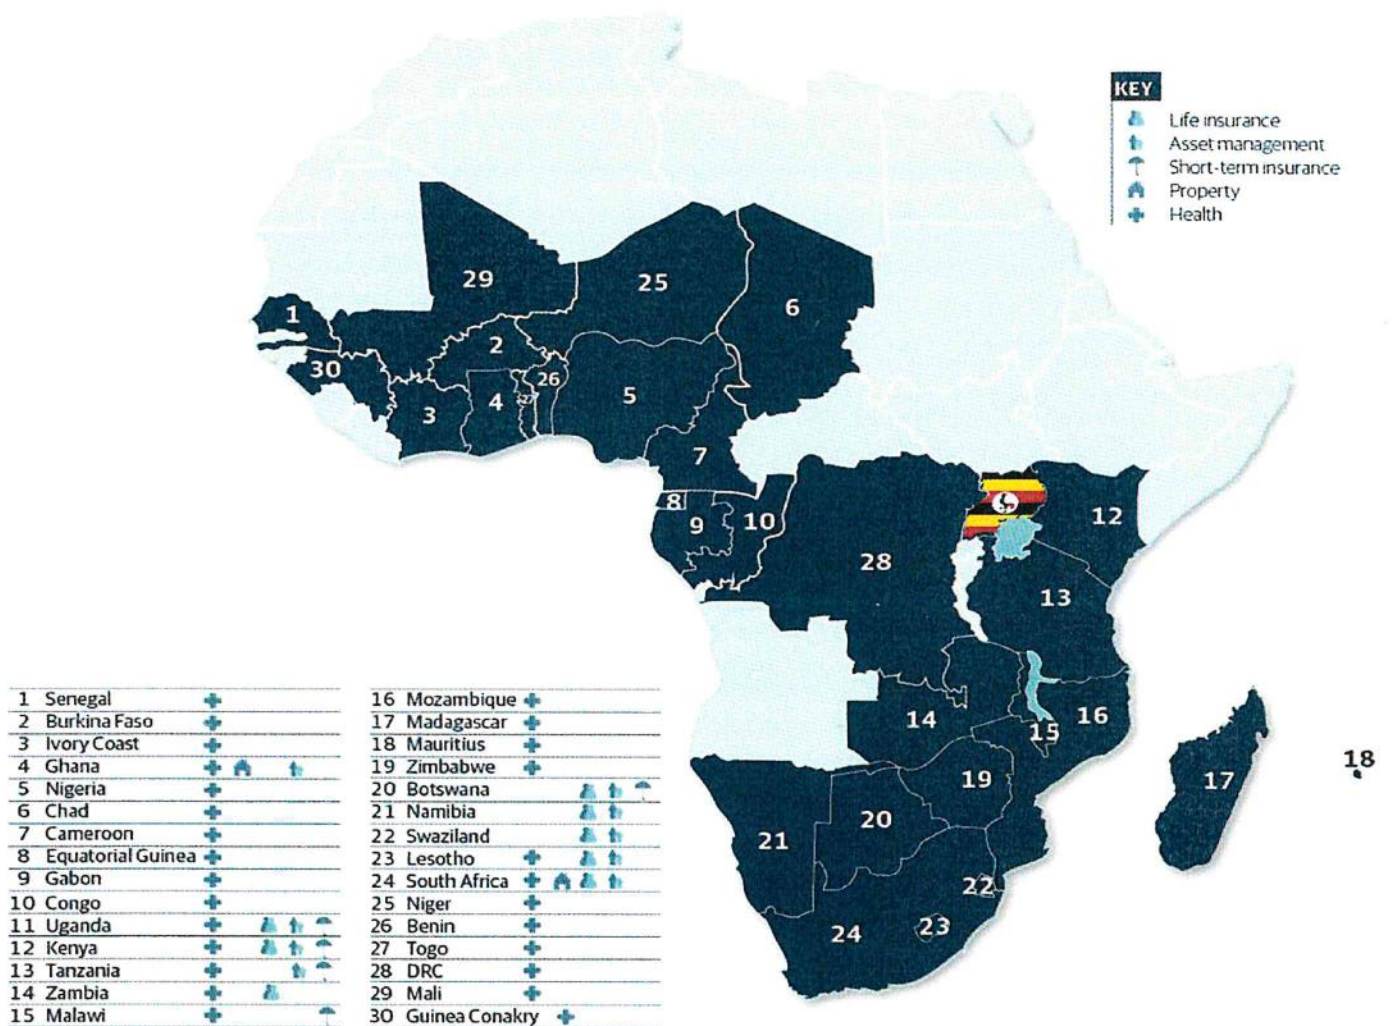 KEY
Life insurance
Asset management
Short-term insurance
Property
Health
29
25
6
1
2
30
26
3
4
27
5
7
8
9
10
12
28
13
14
15
16
17
18
19
20
21
22
23
24
1 Senegal
2 Burkina Faso
3 Ivory Coast
4 Ghana
5 Nigeria
6 Chad
7 Cameroon
8 Equatorial Guinea
9 Gabon
10 Congo
11 Uganda
12 Kenya
13 Tanzania
14 Zambia
15 Malawi
16 Mozambique
17 Madagascar
18 Mauritius
19 Zimbabwe
20 Botswana
21 Namibia
22 Swaziland
23 Lesotho
24 South Africa
25 Niger
26 Benin
27 Togo
28 DRC
29 Mali
30 Guinea Conakry